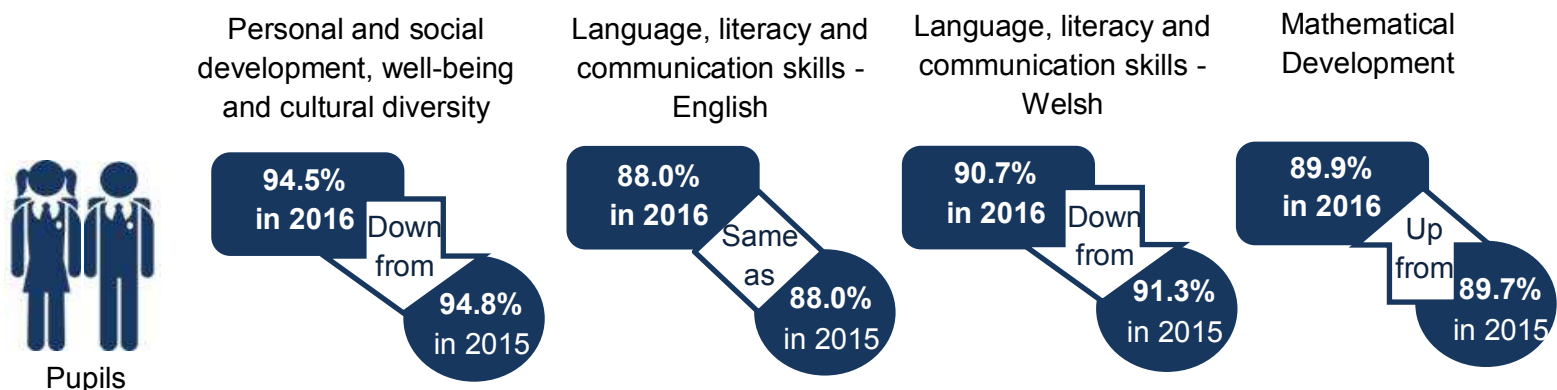 Personal and social
development, well-being
and cultural diversity
94.5%
in 2016
Down
from
94.8%
in 2015
Language, literacy and
communication skills -
English
88.0%
in 2016
Same
as
88.0%
in 2015
Language, literacy and
communication skills -
Welsh
90.7%
in 2016
Down
from
91.3%
in 2015
Mathematical
Development
89.9%
in 2016
Up
from
89.7%
in 2015
Pupils